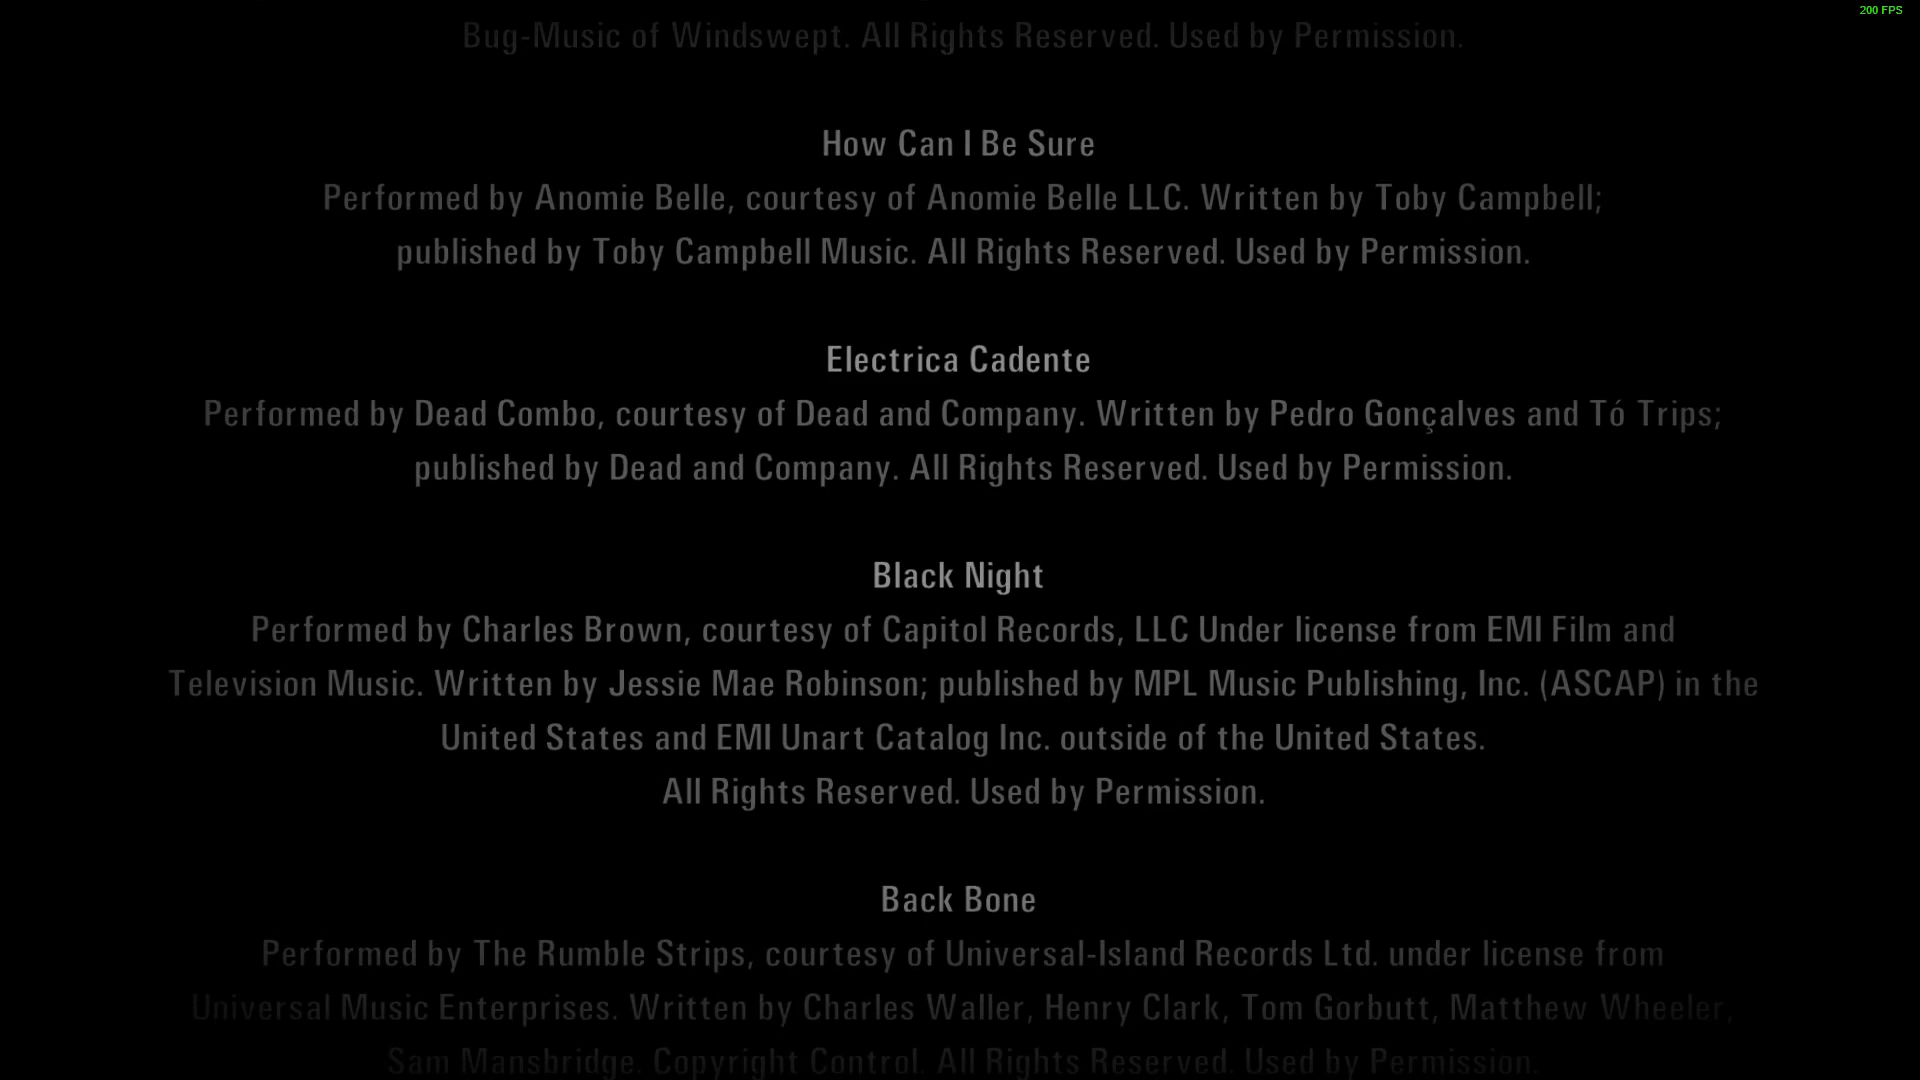 200 FPS
Bug-Music of Windswept. All Rights Reserved. Used by Permission.
How Can I Be Sure
Performed by Anomie Belle, courtesy of Anomie Belle LLC. Written by Toby Campbell;
published by Toby Campbell Music. All Rights Reserved. Used by Permission.
Electrica Cadente
Performed by Dead Combo, courtesy of Dead and Company. Written by Pedro Gonçalves and Tó Trips;
published by Dead and Company. All Rights Reserved. Used by Permission.
Black Night
Performed by Charles Brown, courtesy of Capitol Records, LLC Under license from EMI Film and
Television Music. Written by Jessie Mae Robinson; published by MPL Music Publishing, Inc. (ASCAP) in the
United States and EMI Unart Catalog Inc. outside of the United States.
All Rights Reserved. Used by Permission.
Back Bone
Performed by The Rumble Strips, courtesy of Universal-Island Records Ltd. under license from
Universal Music Enterprises. Written by Charles Waller, Henry Clark, Tom Gorbutt, Matthew Wheeler,
Sam Mansbridge. Copyright Control. All Rights Reserved. Used by Permission.